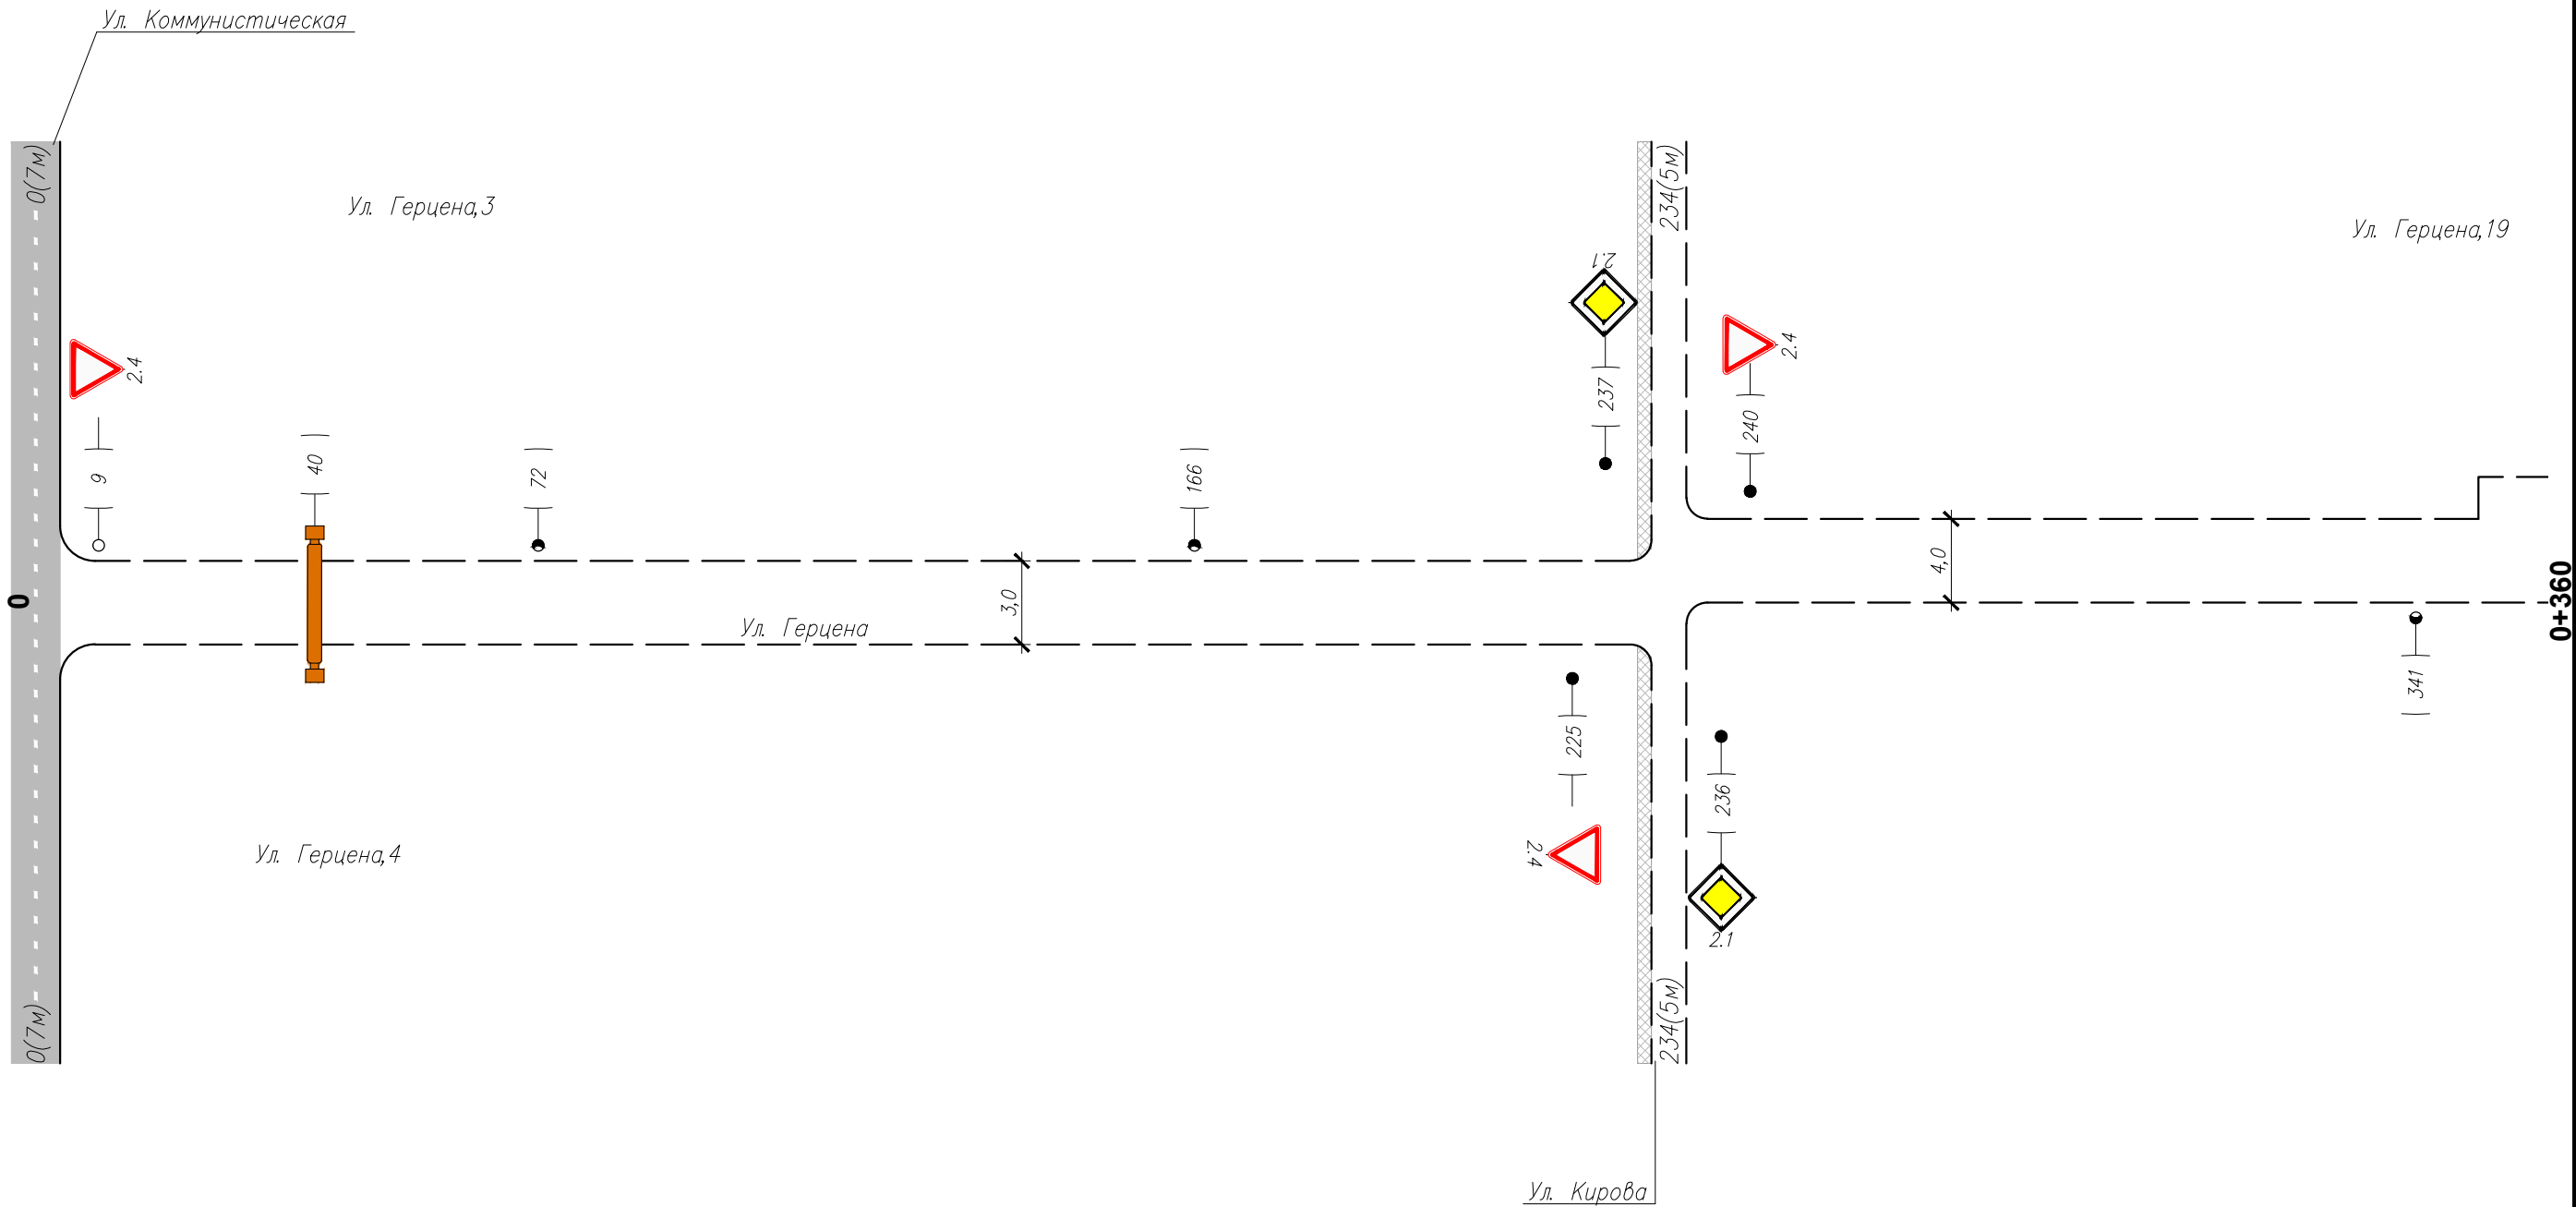 Ул. Коммунистическая
0(7м)
234(5м)
Ул. Герцена,3
Ул. Герцена,19
2.1
2.4
2.4
237
240
9
40
72
166
4,0
0
3,0
0+360
Ул. Герцена
341
225
236
2.4
Ул. Герцена,4
2.1
0(7м)
234(5м)
Ул. Кирова